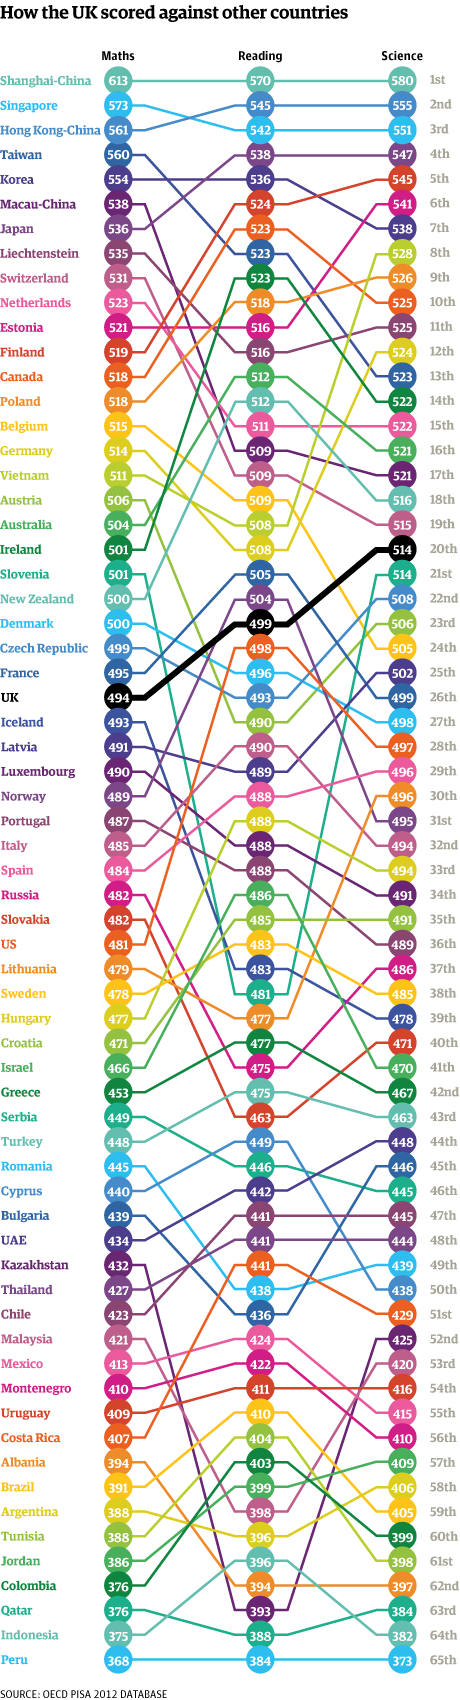 How the UK scored against other countries
Maths Reading Science
Shanghai-China 613 570 580 1st
Singapore 573 545 555 2nd
Hong Kong-China 561 542 551 3rd
Taiwan 560 538 547 4th
Korea 554 536 545 5th
Macau-China 538 524 541 6th
Japan 536 523 538 7th
Liechtenstein 535 523 528 8th
Switzerland 531 523 526 9th
Netherlands 523 518 525 10th
Estonia 521 516 525 11th
Finland 519 516 524 12th
Canada 518 512 523 13th
Poland 518 512 522 14th
Belgium 515 511 522 15th
Germany 514 509 521 16th
Vietnam 511 509 521 17th
Austria 506 509 516 18th
Australia 504 508 515 19th
Ireland 501 508 514 20th
Slovenia 501 505 514 21st
New Zealand 500 504 508 22nd
Denmark 500 499 506 23rd
Czech Republic 499 498 505 24th
France 495 496 502 25th
UK 494 493 499 26th
Iceland 493 490 498 27th
Latvia 491 490 497 28th
Luxembourg 490 489 496 29th
Norway 489 488 496 30th
Portugal 487 488 495 31st
Italy 485 488 494 32nd
Spain 484 488 494 33rd
Russia 482 486 491 34th
Slovakia 482 485 491 35th
US 481 483 489 36th
Lithuania 479 483 486 37th
Sweden 478 481 485 38th
Hungary 477 477 478 39th
Croatia 471 477 471 40th
Israel 466 475 470 41th
Greece 453 475 467 42nd
Serbia 449 463 463 43rd
Turkey 448 449 448 44th
Romania 445 446 446 45th
Cyprus 440 442 445 46th
Bulgaria 439 441 445 47th
UAE 434 441 444 48th
Kazakhstan 432 441 439 49th
Thailand 427 438 438 50th
Chile 423 436 429 51st
Malaysia 421 424 425 52nd
Mexico 413 422 420 53rd
Montenegro 410 411 416 54th
Uruguay 409 410 415 55th
Costa Rica 407 404 410 56th
Albania 394 403 409 57th
Brazil 391 399 406 58th
Argentina 388 398 405 59th
Tunisia 388 396 399 60th
Jordan 386 396 398 61st
Colombia 376 394 397 62nd
Qatar 376 393 384 63rd
Indonesia 375 388 382 64th
Peru 368 384 373 65th
SOURCE: OECD PISA 2012 DATABASE